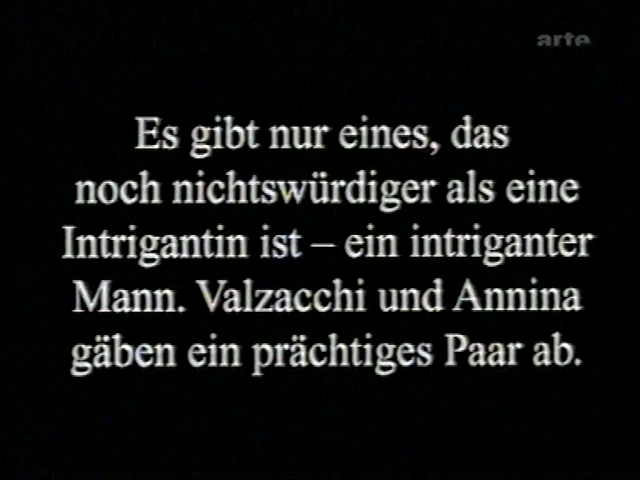 arte
Es gibt nur eines, das
noch nichtswürdiger als eine
Intrigantin ist – ein intriganter
Mann. Valzacchi und Annina
gäben ein prächtiges Paar ab.